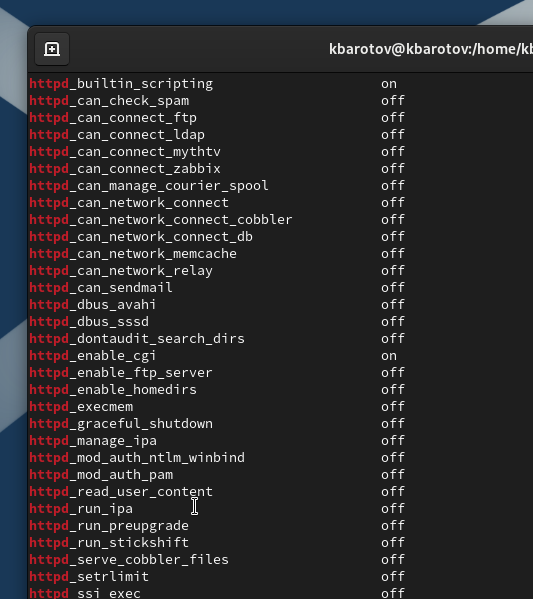 kbarotov@kbarotov:/home/kb
httpd_builtin_scripting on
httpd_can_check_spam off
httpd_can_connect_ftp off
httpd_can_connect_ldap off
httpd_can_connect_mythtv off
httpd_can_connect_zabbix off
httpd_can_manage_courier_spool off
httpd_can_network_connect off
httpd_can_network_connect_cobbler off
httpd_can_network_connect_db off
httpd_can_network_memcache off
httpd_can_network_relay off
httpd_can_sendmail off
httpd_dbus_avahi off
httpd_dbus_sssd off
httpd_dontaudit_search_dirs off
httpd_enable_cgi on
httpd_enable_ftp_server off
httpd_enable_homedirs off
httpd_execmem off
httpd_graceful_shutdown off
httpd_manage_ipa off
httpd_mod_auth_ntlm_winbind off
httpd_mod_auth_pam off
httpd_read_user_content off
httpd_run_ipa off
httpd_run_preupgrade off
httpd_run_stickshift off
httpd_serve_cobbler_files off
httpd_setrlimit off
httpd_ssi_exec off